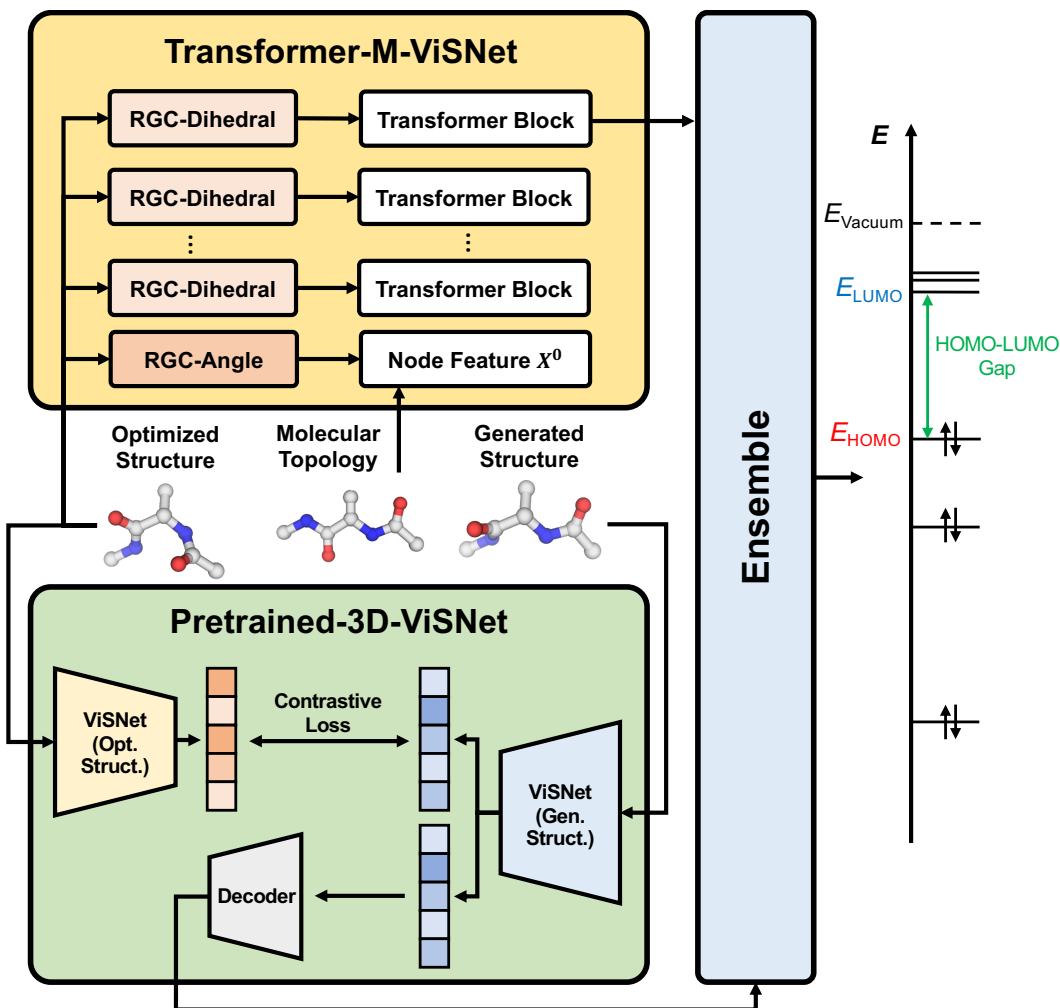 Transformer-M-ViSNet
RGC-Dihedral
Transformer Block
RGC-Dihedral
Transformer Block
...
...
RGC-Dihedral
Transformer Block
RGC-Angle
Node Feature X⁰
Optimized
Structure
Molecular
Topology
Generated
Structure
Pretrained-3D-ViSNet
ViSNet
(Opt.
Struct.)
Contrastive
Loss
ViSNet
(Gen.
Struct.)
Decoder
Ensemble
E
E_Vacuum
E_LUMO
HOMO-LUMO
Gap
E_HOMO